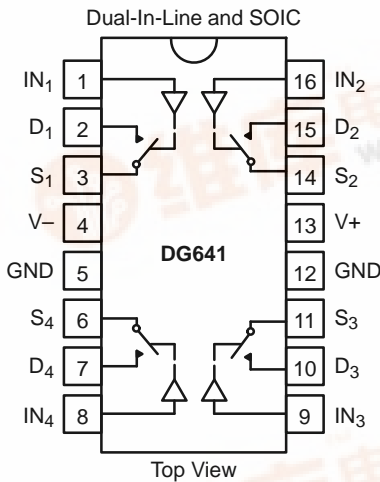 Dual-In-Line and SOIC
IN1 1 16 IN2
D1 2 15 D2
S1 3 14 S2
V– 4 13 V+
GND 5 DG641 12 GND
S4 6 11 S3
D4 7 10 D3
IN4 8 9 IN3
Top View